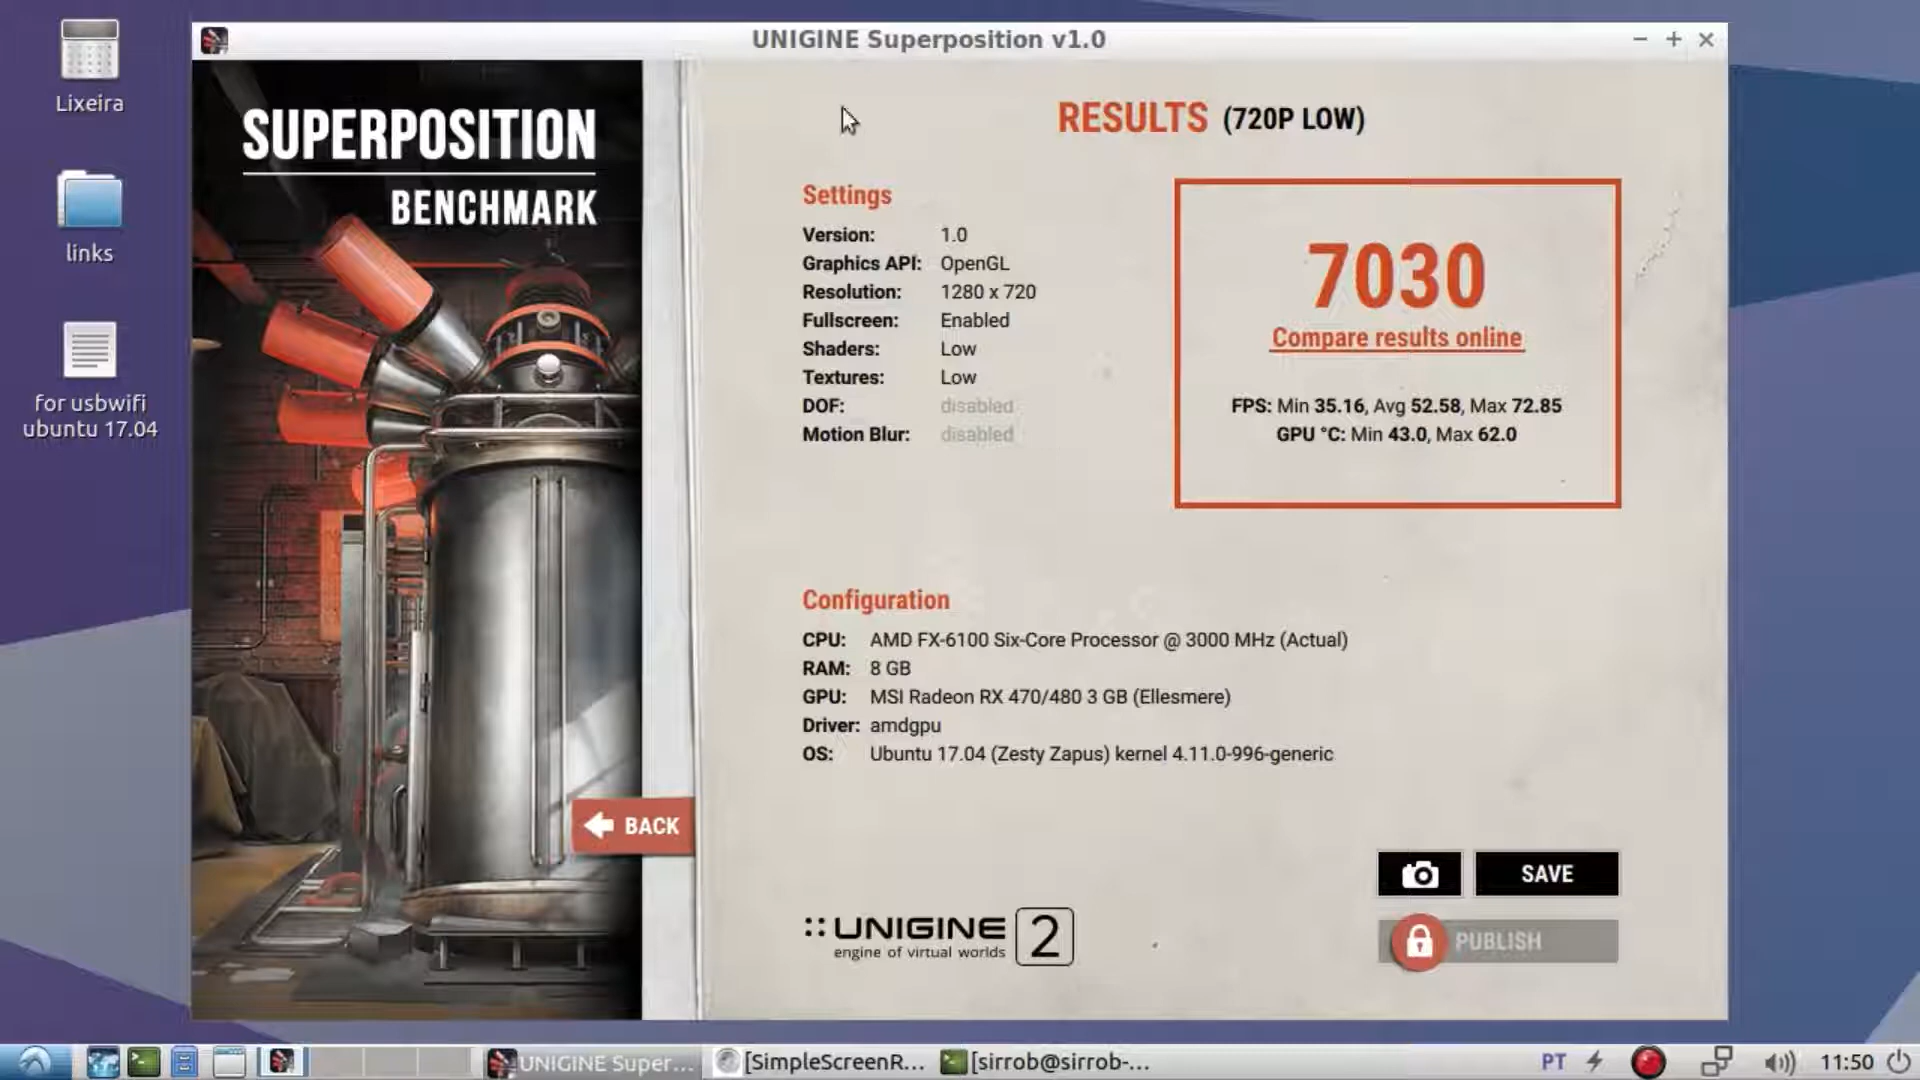 Lixeira
links
for usbwifi
ubuntu 17.04
UNIGINE Superposition v1.0
SUPERPOSITION
BENCHMARK
RESULTS (720P LOW)
Settings
Version: 1.0
Graphics API: OpenGL
Resolution: 1280 x 720
Fullscreen: Enabled
Shaders: Low
Textures: Low
DOF: disabled
Motion Blur: disabled
7030
Compare results online
FPS: Min 35.16, Avg 52.58, Max 72.85
GPU °C: Min 43.0, Max 62.0
Configuration
CPU: AMD FX-6100 Six-Core Processor @ 3000 MHz (Actual)
RAM: 8 GB
GPU: MSI Radeon RX 470/480 3 GB (Ellesmere)
Driver: amdgpu
OS: Ubuntu 17.04 (Zesty Zapus) kernel 4.11.0-996-generic
BACK
SAVE
PUBLISH
UNIGINE 2
engine of virtual worlds
UNIGINE Super... [SimpleScreenR... [sirrob@sirrob-... PT 11:50